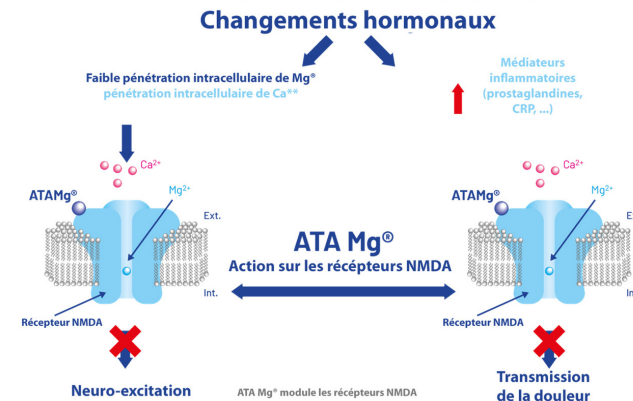 Changements hormonaux
Faible pénétration intracellulaire de Mg®
pénétration intracellulaire de Ca**
Médiateurs
inflammatoires
(prostaglandines,
CRP, ...)
Ca²⁺
ATAMg®
Mg²⁺
Ext.
Int.
Récepteur NMDA
Neuro-excitation
ATA Mg®
Action sur les récépteurs NMDA
ATA Mg® module les récepteurs NMDA
Ca²⁺
ATAMg®
Mg²⁺
Récepteur NMDA
Transmission
de la douleur